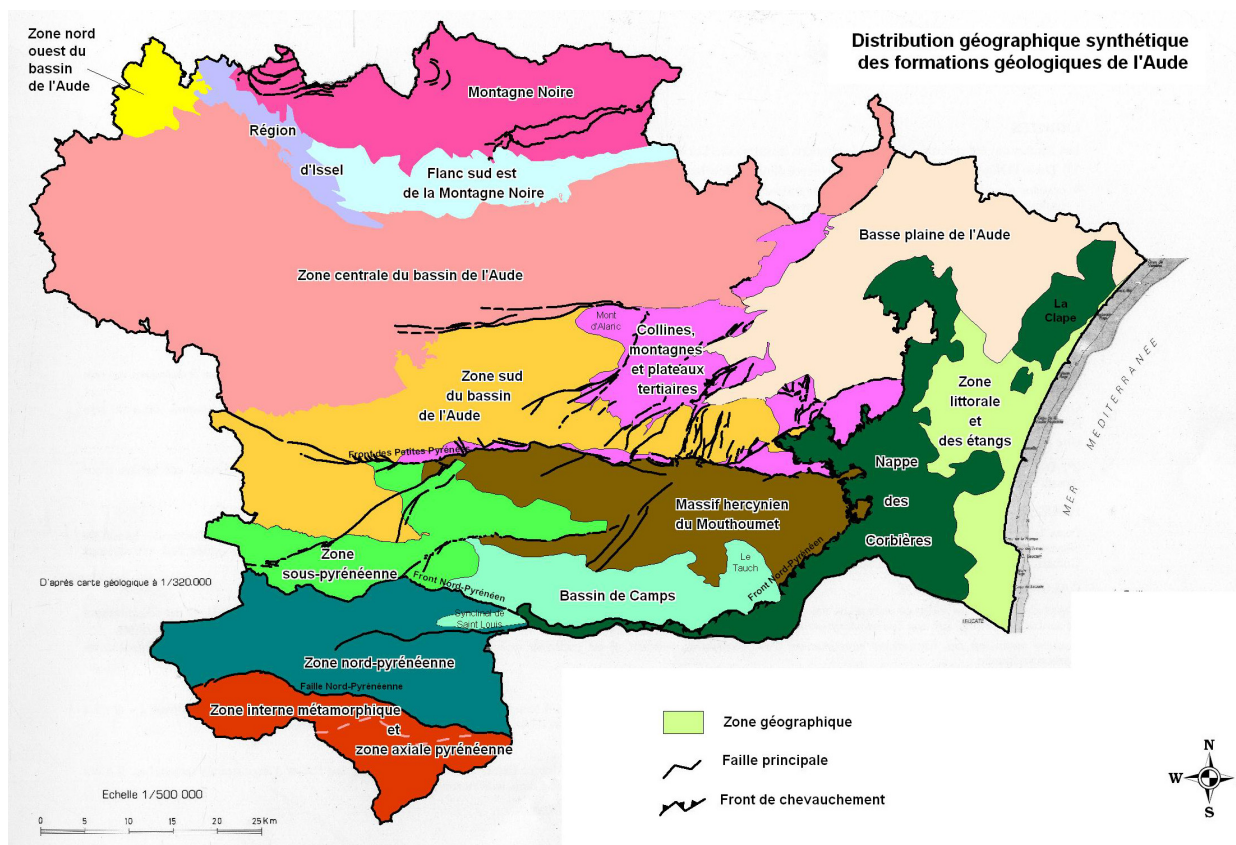 Distribution géographique synthétique
des formations géologiques de l'Aude
Zone nord
ouest du
bassin
de l'Aude
Montagne Noire
Région
d'Issel
Flanc sud est
de la Montagne Noire
Basse plaine de l'Aude
Zone centrale du bassin de l'Aude
La
Clape
Mont
d'Alaric
Collines,
montagnes
et plateaux
tertiaires
MER MEDITERRANEE
Zone sud
du bassin
de l'Aude
Zone
littorale
et
des étangs
Front des Petites Pyrénées
Nappe
des
Corbières
Massif hercynien
du Mouthoumet
Zone
sous-pyrénéenne
Le
Tauch
D'après carte géologique à 1/320.000
Front Nord-Pyrénéen
Front Nord-Pyrénéen
Bassin de Camps
Synclinal de
Saint Louis
LEUCATE
Zone nord-pyrénéenne
Faille Nord-Pyrénéenne
Zone interne métamorphique
et
zone axiale pyrénéenne
Zone géographique
Faille principale
Front de chevauchement
N
W E
S
Echelle 1/500 000
0 5 10 15 20 25 Km